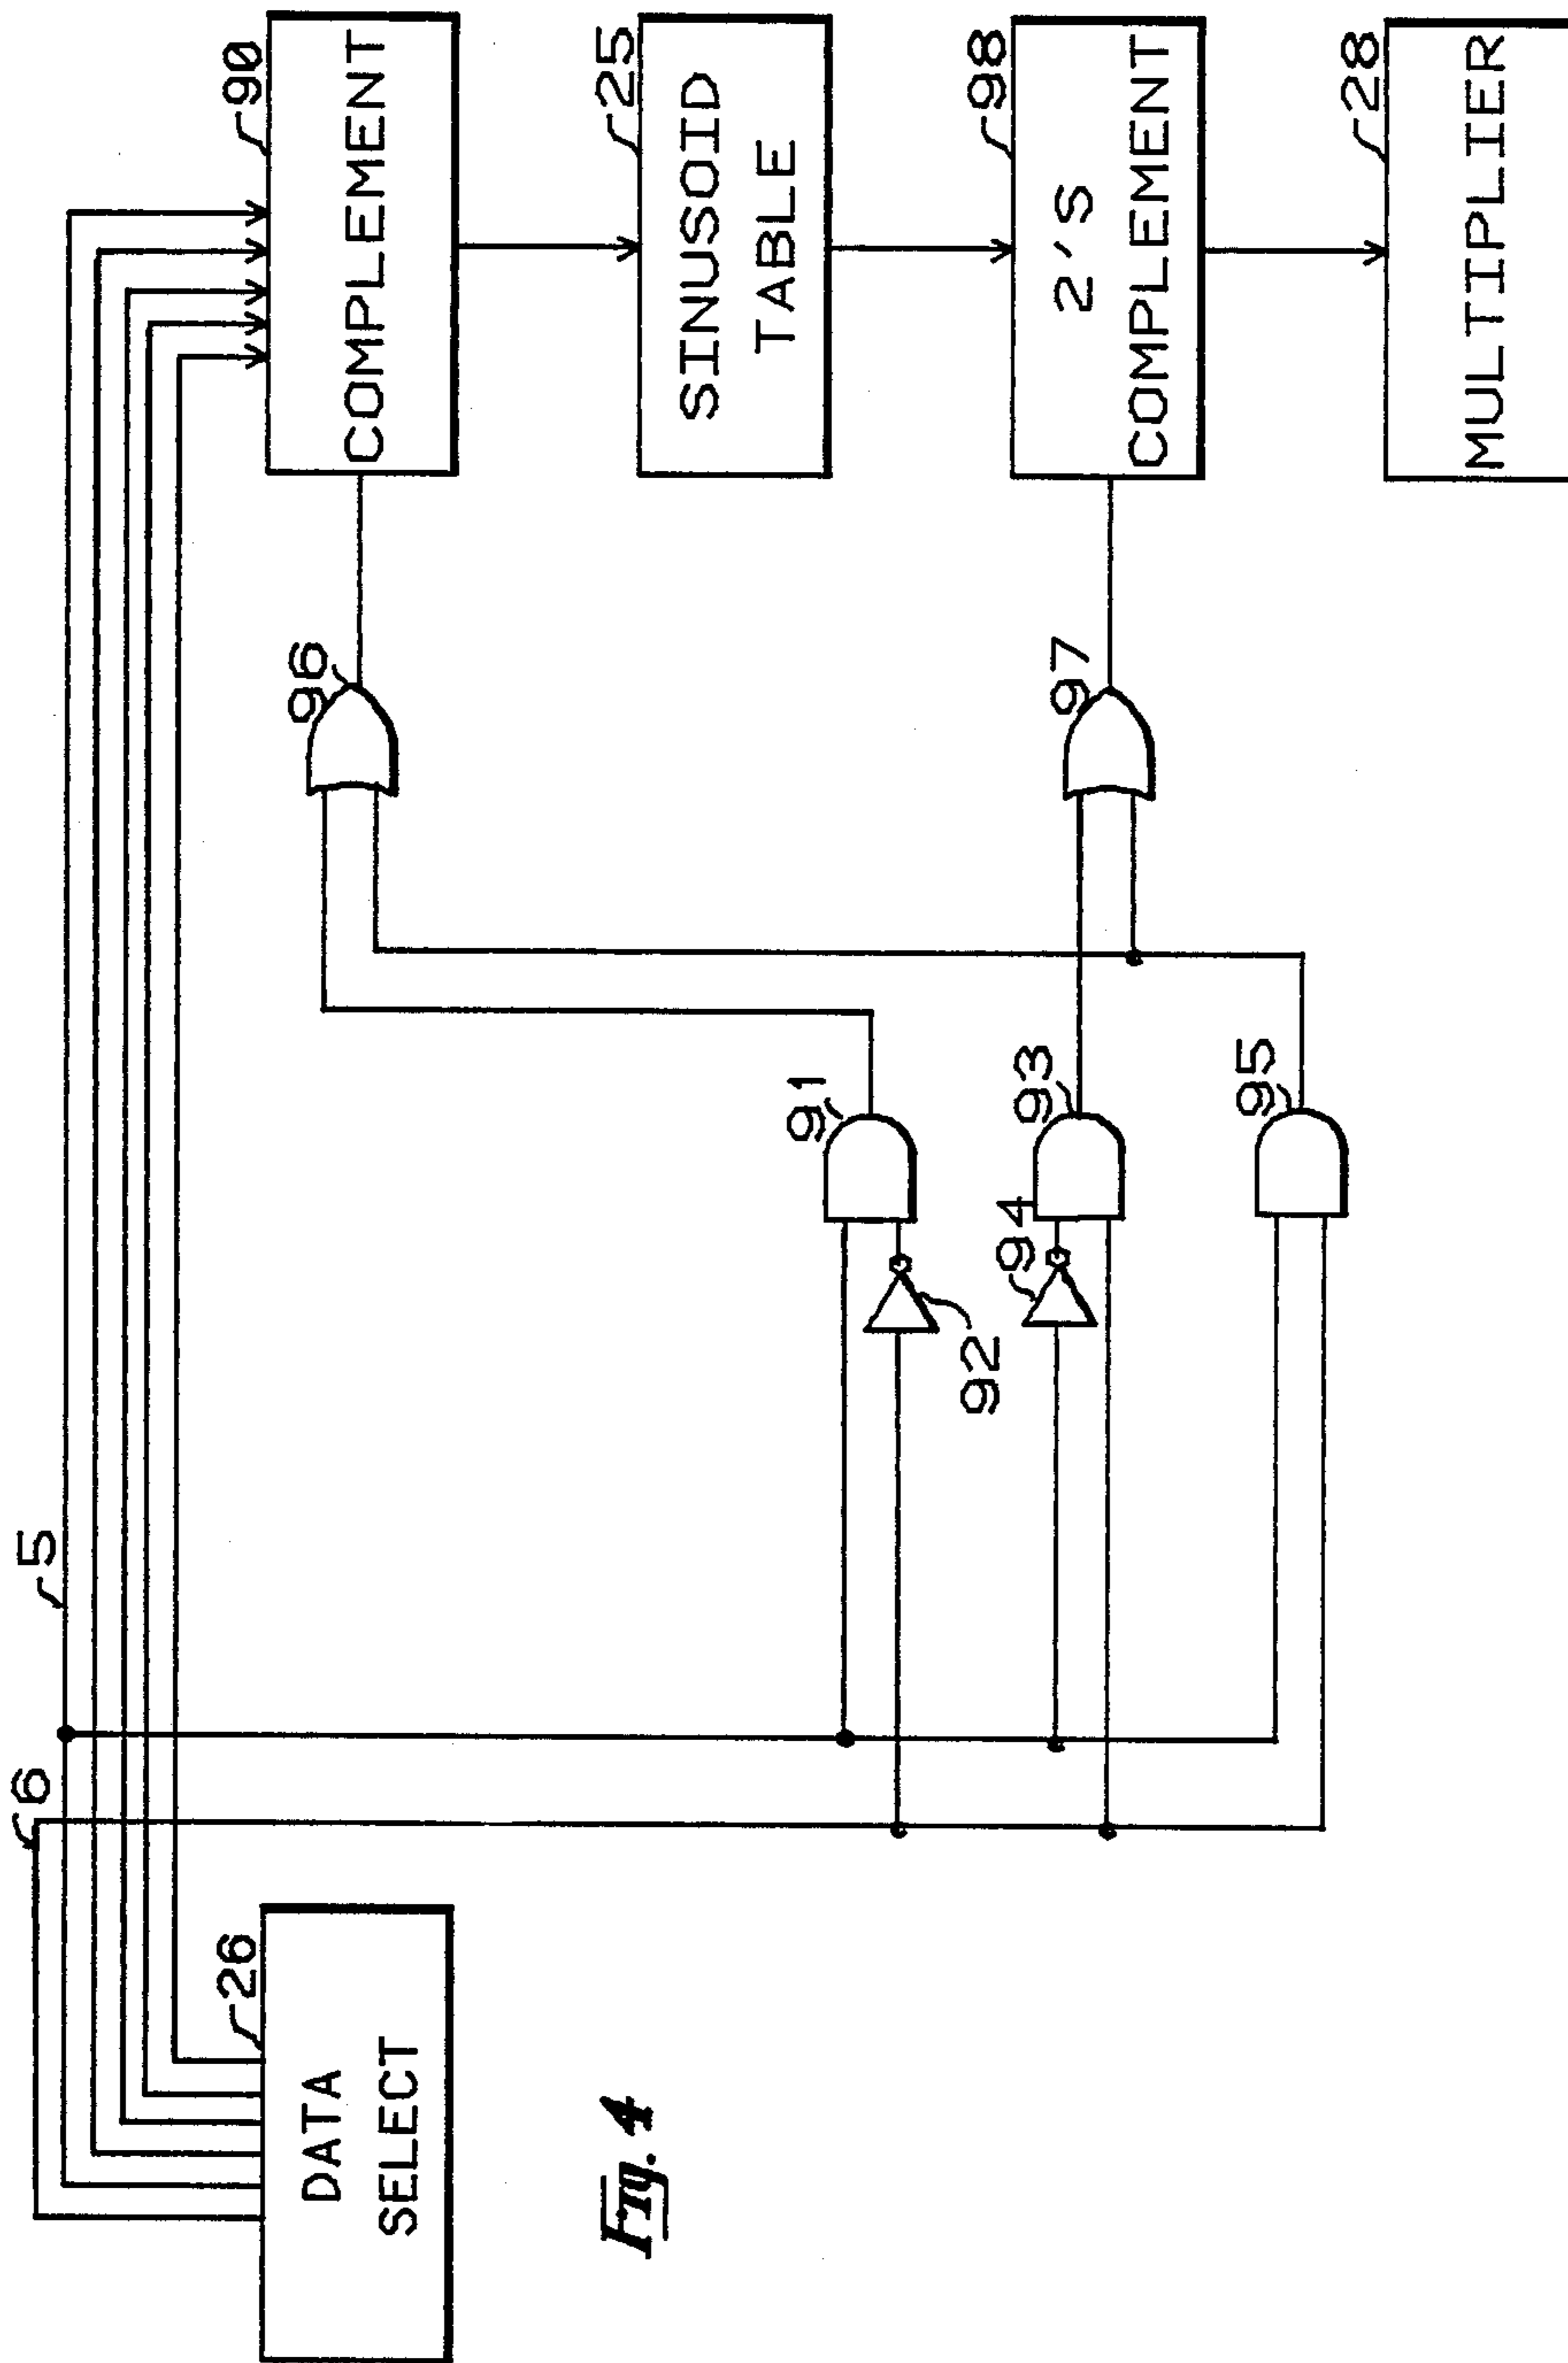 6
5
26
DATA
SELECT
90
COMPLEMENT
96
91
92
25
SINUSOID
TABLE
94
93
97
98
2'S
COMPLEMENT
95
28
MULTIPLIER
Fig. 4